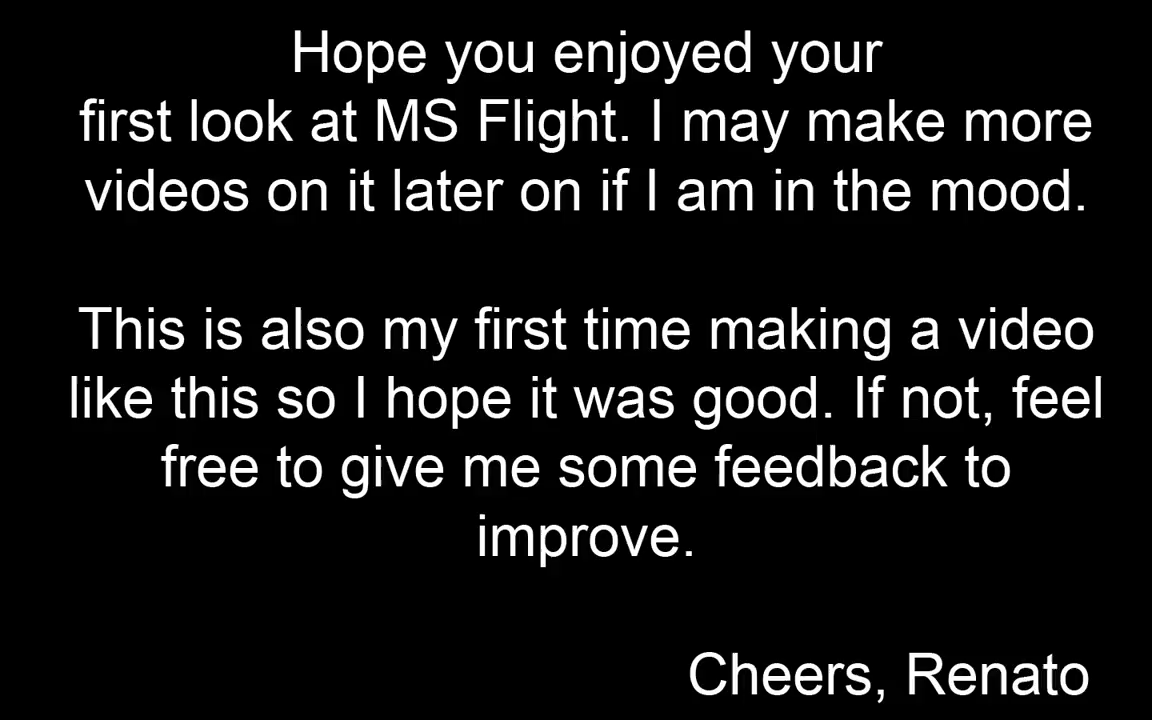 Hope you enjoyed your
first look at MS Flight. I may make more
videos on it later on if I am in the mood.
This is also my first time making a video
like this so I hope it was good. If not, feel
free to give me some feedback to
improve.
Cheers, Renato